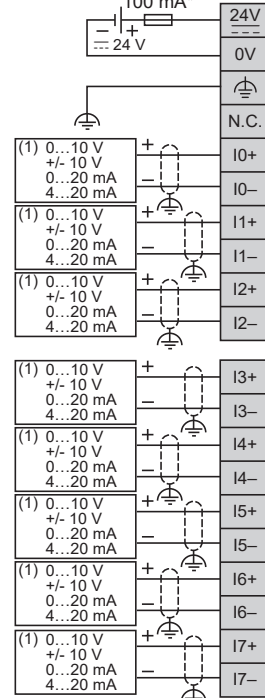 100 mA
24V
24 V
0V
N.C.
(1) 0...10 V
+/- 10 V
0...20 mA
4...20 mA
+
–
I0+
I0–
(1) 0...10 V
+/- 10 V
0...20 mA
4...20 mA
+
–
I1+
I1–
(1) 0...10 V
+/- 10 V
0...20 mA
4...20 mA
+
–
I2+
I2–
(1) 0...10 V
+/- 10 V
0...20 mA
4...20 mA
+
–
I3+
I3–
(1) 0...10 V
+/- 10 V
0...20 mA
4...20 mA
+
–
I4+
I4–
(1) 0...10 V
+/- 10 V
0...20 mA
4...20 mA
+
–
I5+
I5–
(1) 0...10 V
+/- 10 V
0...20 mA
4...20 mA
+
–
I6+
I6–
(1) 0...10 V
+/- 10 V
0...20 mA
4...20 mA
+
–
I7+
I7–